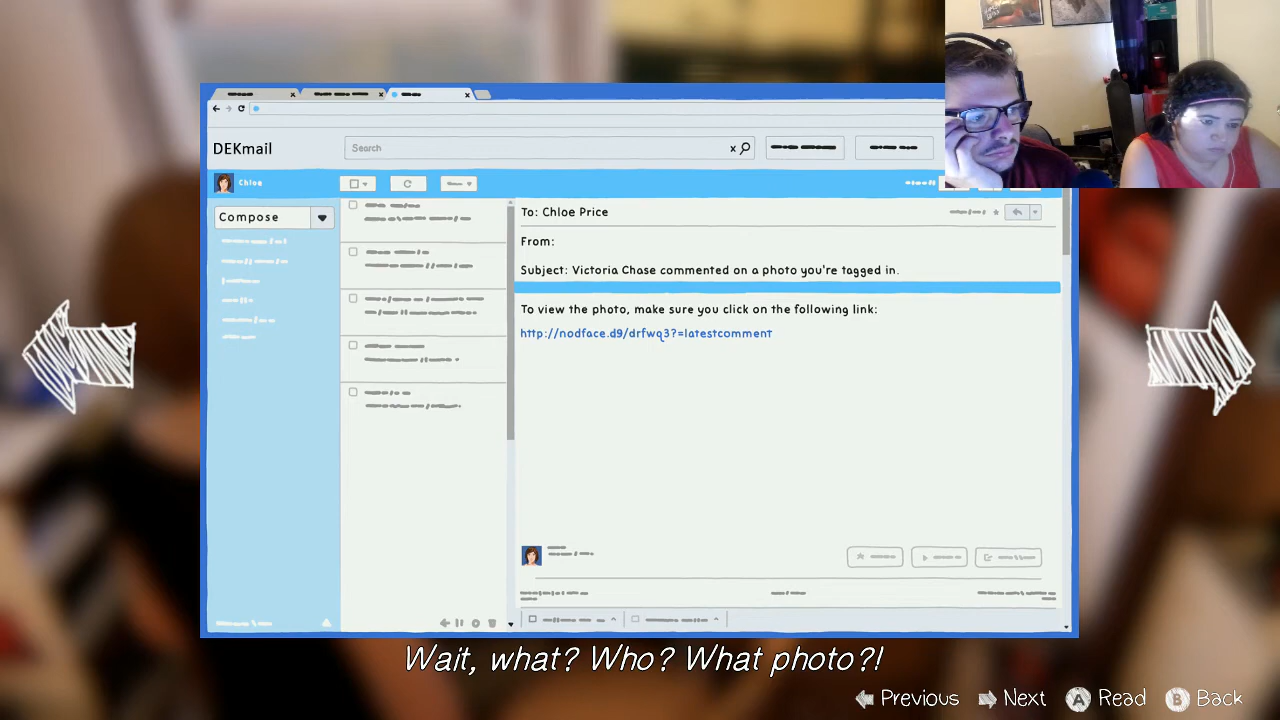 DEKmail
Search
Chloe
Compose
To: Chloe Price
From:
Subject: Victoria Chase commented on a photo you're tagged in.
To view the photo, make sure you click on the following link:
http://nodface.d9/drfwq3?=latestcomment
Wait, what? Who? What photo?!
Previous Next A Read B Back